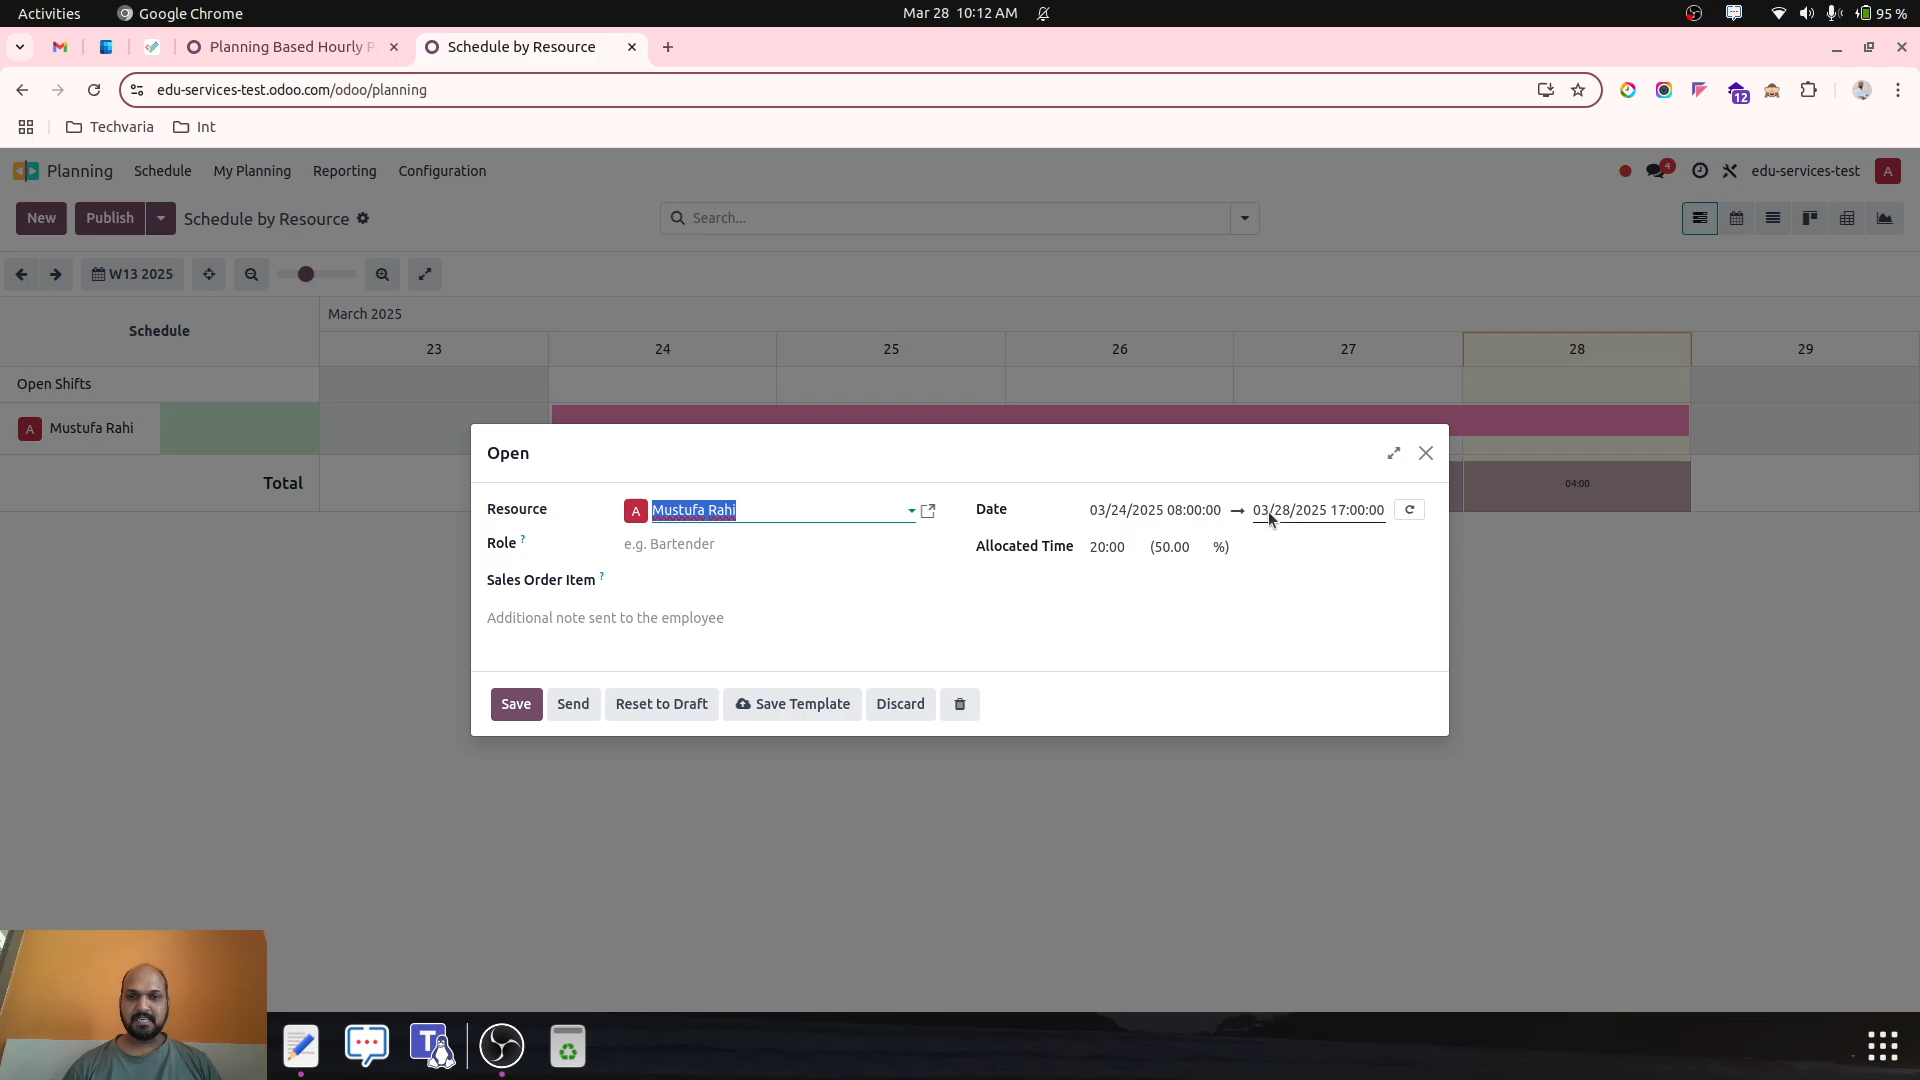 Activities
Google Chrome
Mar 28 10:12 AM
95 %
Planning Based Hourly P
Schedule by Resource
edu-services-test.odoo.com/odoo/planning
12
Techvaria
Int
Planning
Schedule
My Planning
Reporting
Configuration
4
edu-services-test
A
New
Publish
Schedule by Resource
Search...
W13 2025
Schedule
March 2025
23
24
25
26
27
28
29
Open Shifts
A
Mustufa Rahi
Total
04:00
Open
Resource
A
Mustufa Rahi
Date
03/24/2025 08:00:00
03/28/2025 17:00:00
Role ?
e.g. Bartender
Allocated Time
20:00
(50.00
%)
Sales Order Item ?
Additional note sent to the employee
Save
Send
Reset to Draft
Save Template
Discard
T